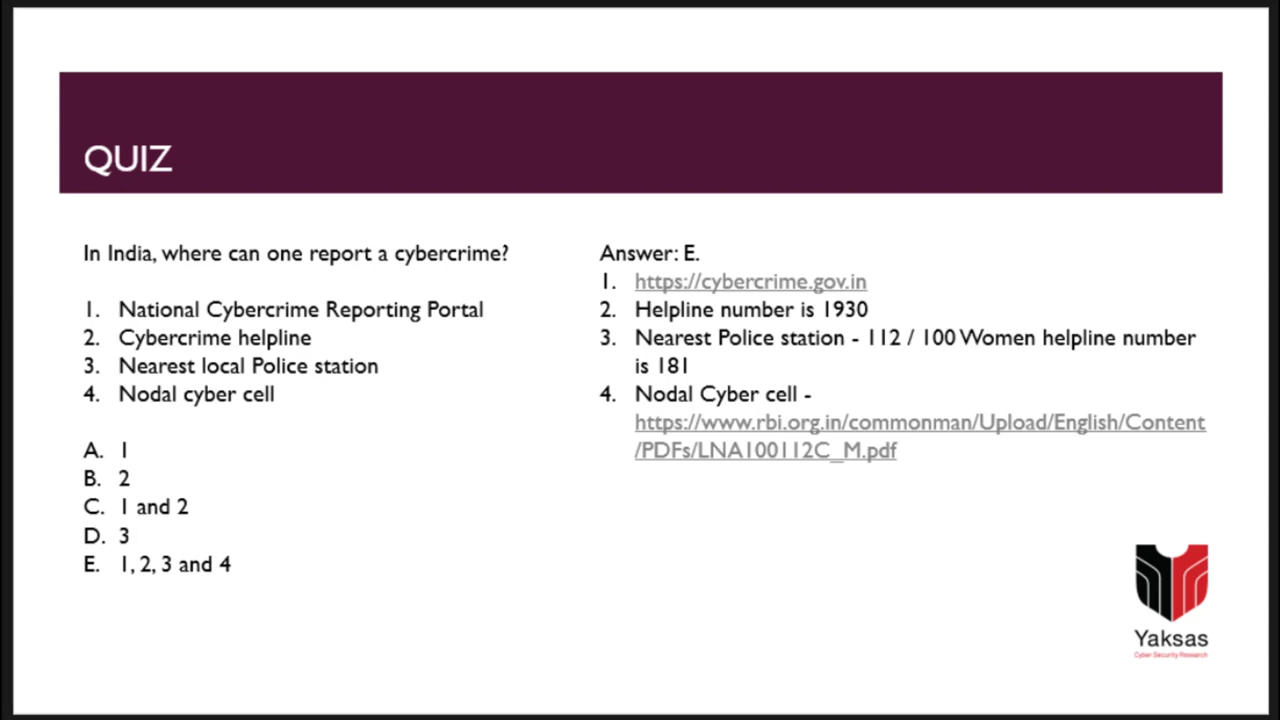 QUIZ
In India, where can one report a cybercrime?
1. National Cybercrime Reporting Portal
2. Cybercrime helpline
3. Nearest local Police station
4. Nodal cyber cell
A. 1
B. 2
C. 1 and 2
D. 3
E. 1, 2, 3 and 4
Answer: E.
1. https://cybercrime.gov.in
2. Helpline number is 1930
3. Nearest Police station - 112 / 100 Women helpline number
is 181
4. Nodal Cyber cell -
https://www.rbi.org.in/commonman/Upload/English/Content
/PDFs/LNA100112C_M.pdf
Yaksas
Cyber Security Research